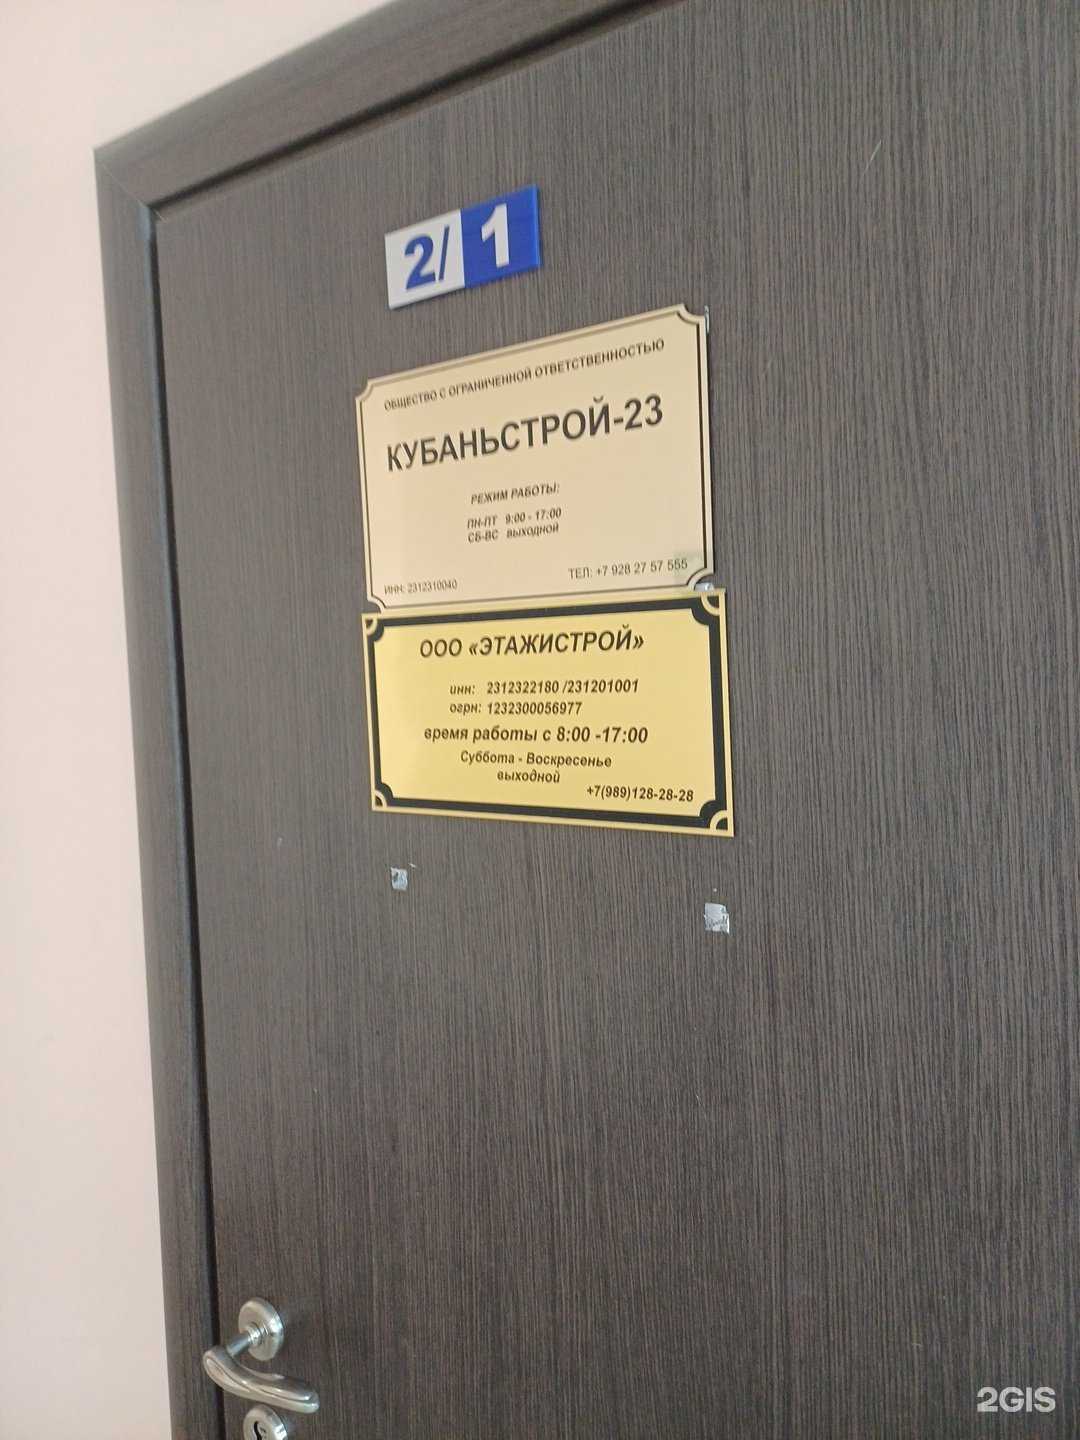 2/1
ОБЩЕСТВО С ОГРАНИЧЕННОЙ ОТВЕТСТВЕННОСТЬЮ
КУБАНЬСТРОЙ-23
РЕЖИМ РАБОТЫ:
ПН-ПТ 9:00 - 17:00
СБ-ВС ВЫХОДНОЙ
ИНН: 2312310040
ТЕЛ: +7 928 27 57 555
ООО «ЭТАЖИСТРОЙ»
инн: 2312322180 /231201001
огрн: 1232300056977
время работы с 8:00 -17:00
Суббота - Воскресенье
выходной
+7(989)128-28-28
2GIS